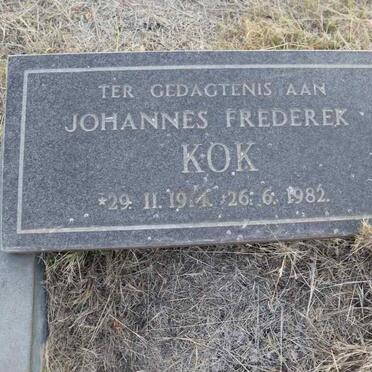 TER GEDAGTENIS AAN
JOHANNES FREDEREK
KOK
*29. 11. 1914. 26. 6. 1982.